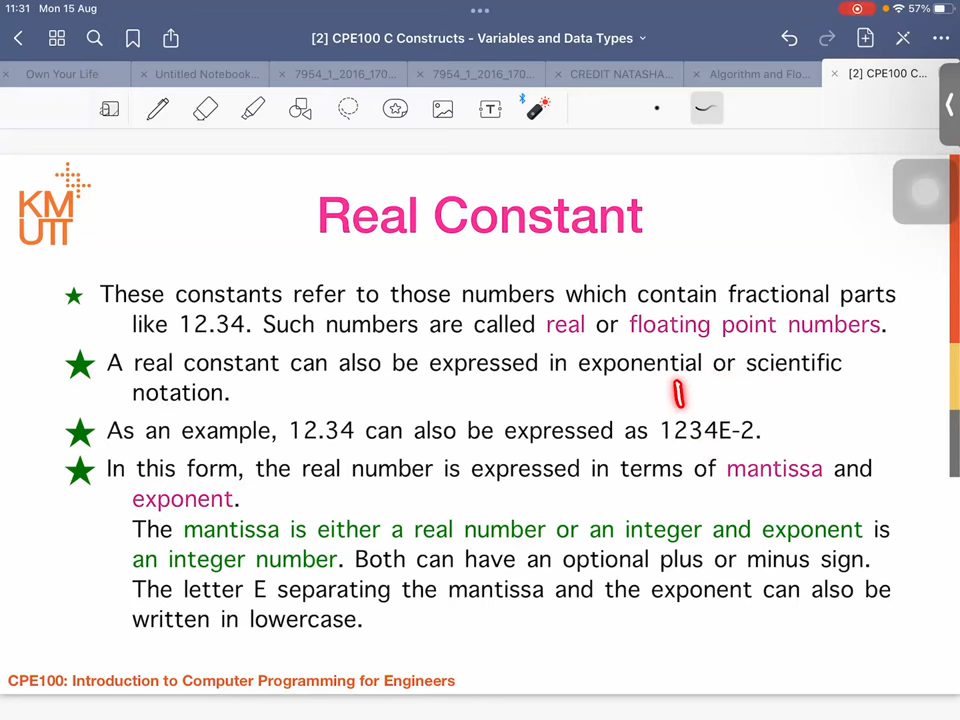 11:31 Mon 15 Aug
57%
[2] CPE100 C Constructs - Variables and Data Types
Own Your Life
Untitled Notebook...
7954_1_2016_170...
7954_1_2016_170...
CREDIT NATASHA...
Algorithm and Flo...
[2] CPE100 C...
KM
UTT
Real Constant
These constants refer to those numbers which contain fractional parts
like 12.34. Such numbers are called real or floating point numbers.
A real constant can also be expressed in exponential or scientific
notation.
As an example, 12.34 can also be expressed as 1234E-2.
In this form, the real number is expressed in terms of mantissa and
exponent.
The mantissa is either a real number or an integer and exponent is
an integer number. Both can have an optional plus or minus sign.
The letter E separating the mantissa and the exponent can also be
written in lowercase.
CPE100: Introduction to Computer Programming for Engineers